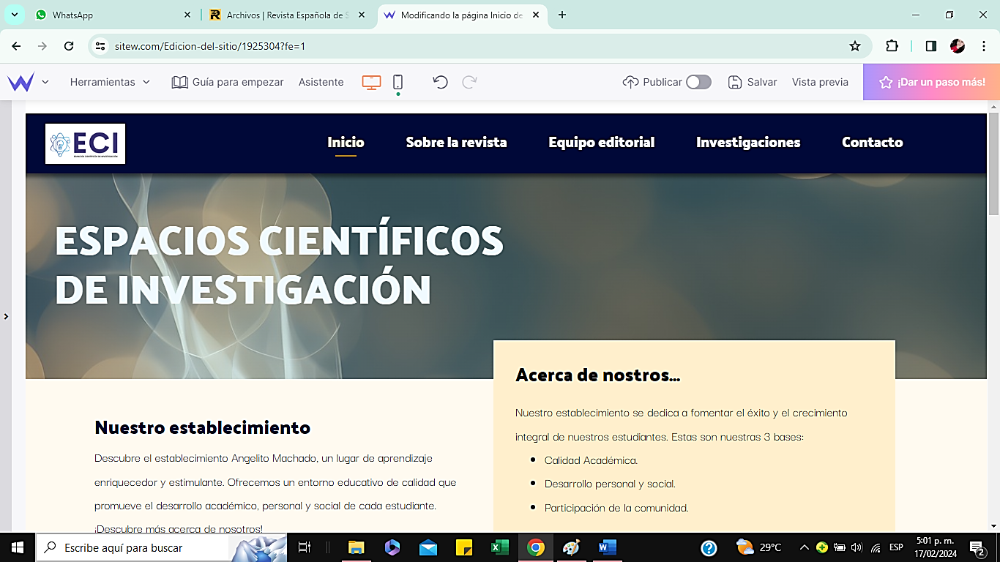 WhatsApp
Archivos | Revista Española de S
Modificando la página Inicio de
sitew.com/Edicion-del-sitio/1925304?fe=1
Herramientas
Guía para empezar
Asistente
Publicar
Salvar
Vista previa
¡Dar un paso más!
ECI
ESPACIOS CIENTÍFICOS DE INVESTIGACIÓN
Inicio
Sobre la revista
Equipo editorial
Investigaciones
Contacto
ESPACIOS CIENTÍFICOS
DE INVESTIGACIÓN
Nuestro establecimiento
Descubre el establecimiento Angelito Machado, un lugar de aprendizaje
enriquecedor y estimulante. Ofrecemos un entorno educativo de calidad que
promueve el desarrollo académico, personal y social de cada estudiante.
¡Descubre más acerca de nosotros!
Acerca de nostros...
Nuestro establecimiento se dedica a fomentar el éxito y el crecimiento
integral de nuestros estudiantes. Estas son nuestras 3 bases:
Calidad Académica.
Desarrollo personal y social.
Participación de la comunidad.
Escribe aquí para buscar
29°C
ESP
5:01 p. m.
17/02/2024
2